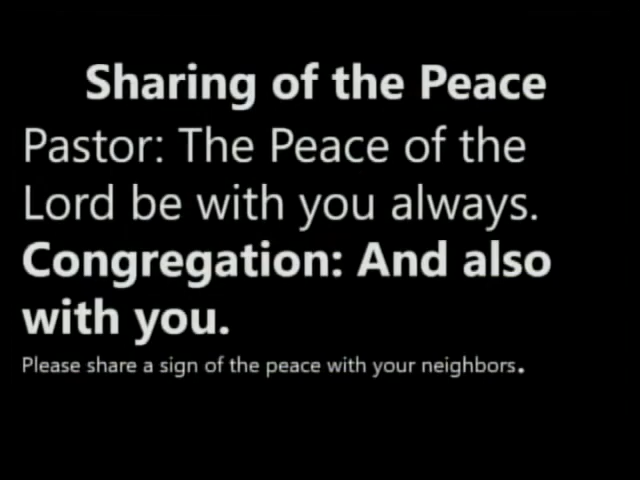 Sharing of the Peace
Pastor: The Peace of the
Lord be with you always.
Congregation: And also
with you.
Please share a sign of the peace with your neighbors.